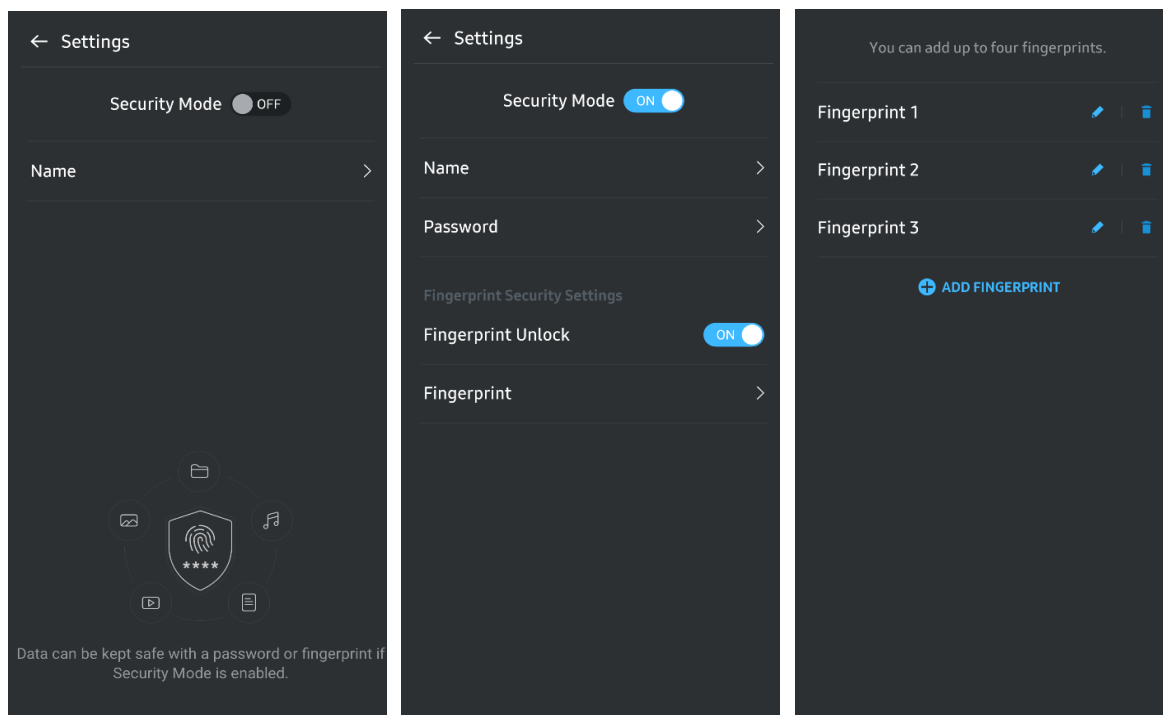 Settings
Security Mode OFF
Name
****
Data can be kept safe with a password or fingerprint if
Security Mode is enabled.
Settings
Security Mode ON
Name
Password
Fingerprint Security Settings
Fingerprint Unlock ON
Fingerprint
You can add up to four fingerprints.
Fingerprint 1
Fingerprint 2
Fingerprint 3
ADD FINGERPRINT